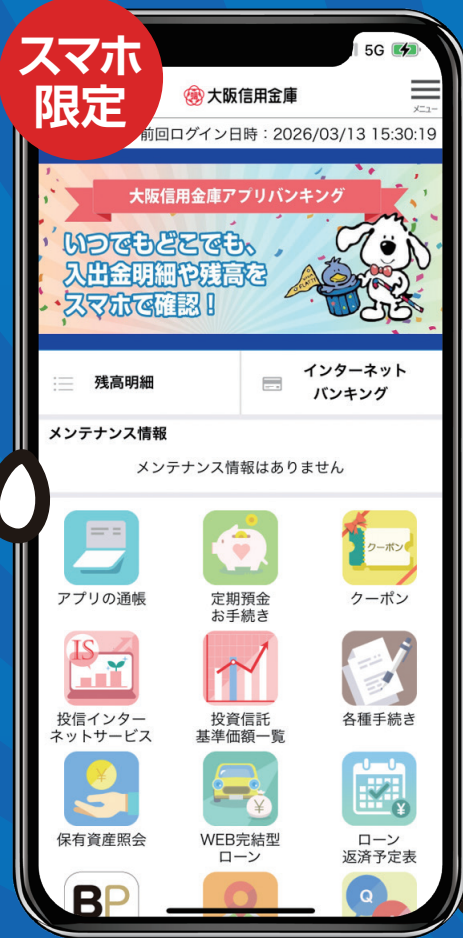 スマホ
限定
5G
大阪信用金庫
メニュー
前回ログイン日時：2026/03/13 15:30:19
大阪信用金庫アプリバンキング
いつでもどこでも、
入出金明細や残高を
スマホで確認！
残高明細
インターネット
バンキング
メンテナンス情報
メンテナンス情報はありません
アプリの通帳
定期預金
お手続き
クーポン
クーポン
IS
投信インター
ネットサービス
投資信託
基準価額一覧
各種手続き
¥
保有資産照会
¥
WEB完結型
ローン
¥
ローン
返済予定表
BP
Q